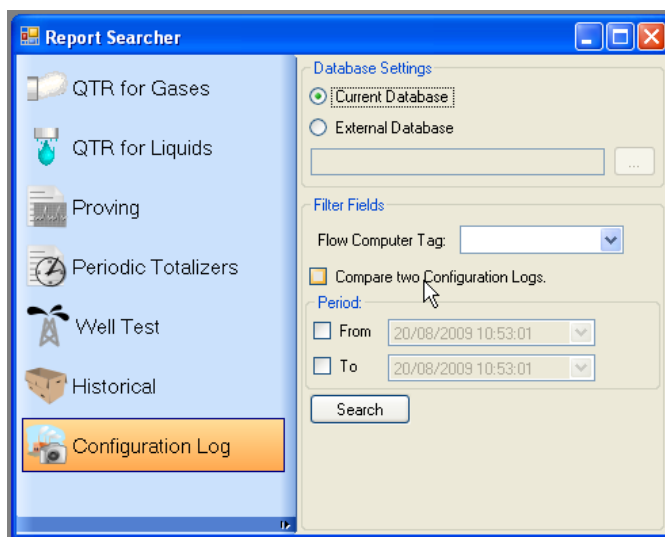 Report Searcher
QTR for Gases
QTR for Liquids
Proving
Periodic Totalizers
Well Test
Historical
Configuration Log
Database Settings
Current Database
External Database
...
Filter Fields
Flow Computer Tag:
Compare two Configuration Logs.
Period:
From 20/08/2009 10:53:01
To 20/08/2009 10:53:01
Search